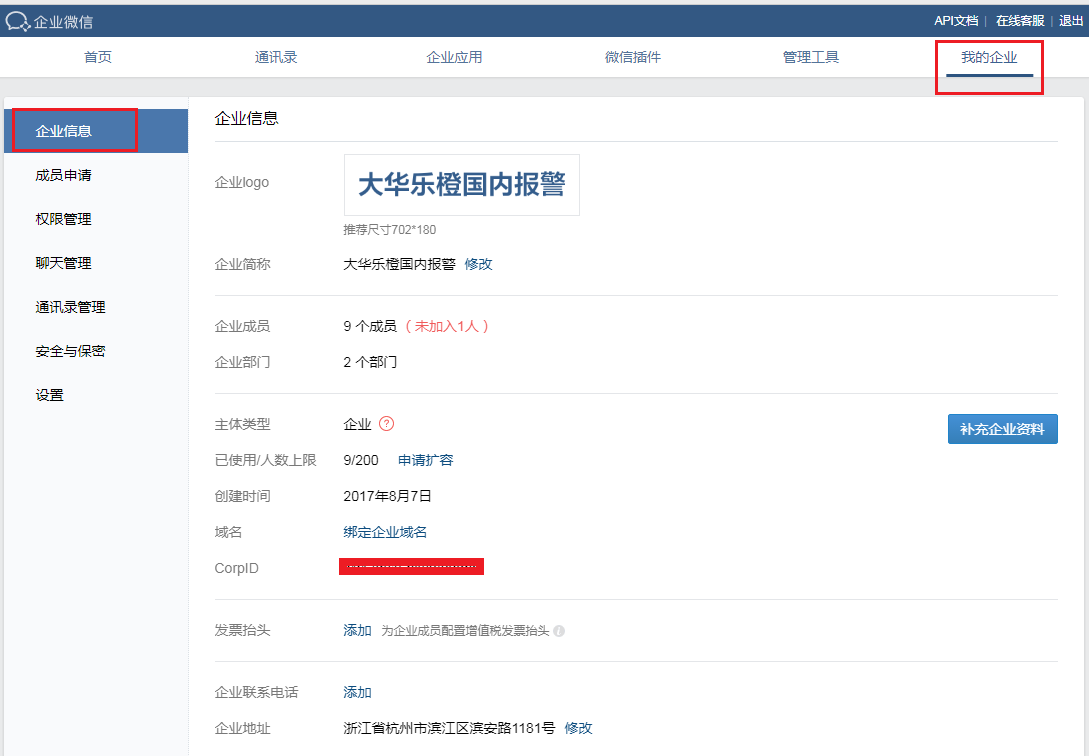 企业微信
API文档 | 在线客服 | 退出
首页 通讯录 企业应用 微信插件 管理工具 我的企业
企业信息
成员申请
权限管理
聊天管理
通讯录管理
安全与保密
设置
企业信息
企业logo 大华乐橙国内报警
推荐尺寸702*180
企业简称 大华乐橙国内报警 修改
企业成员 9 个成员 ( 未加入1人 )
企业部门 2 个部门
主体类型 企业 ? 补充企业资料
已使用/人数上限 9/200 申请扩容
创建时间 2017年8月7日
域名 绑定企业域名
CorpID
发票抬头 添加 为企业成员配置增值税发票抬头 i
企业联系电话 添加
企业地址 浙江省杭州市滨江区滨安路1181号 修改